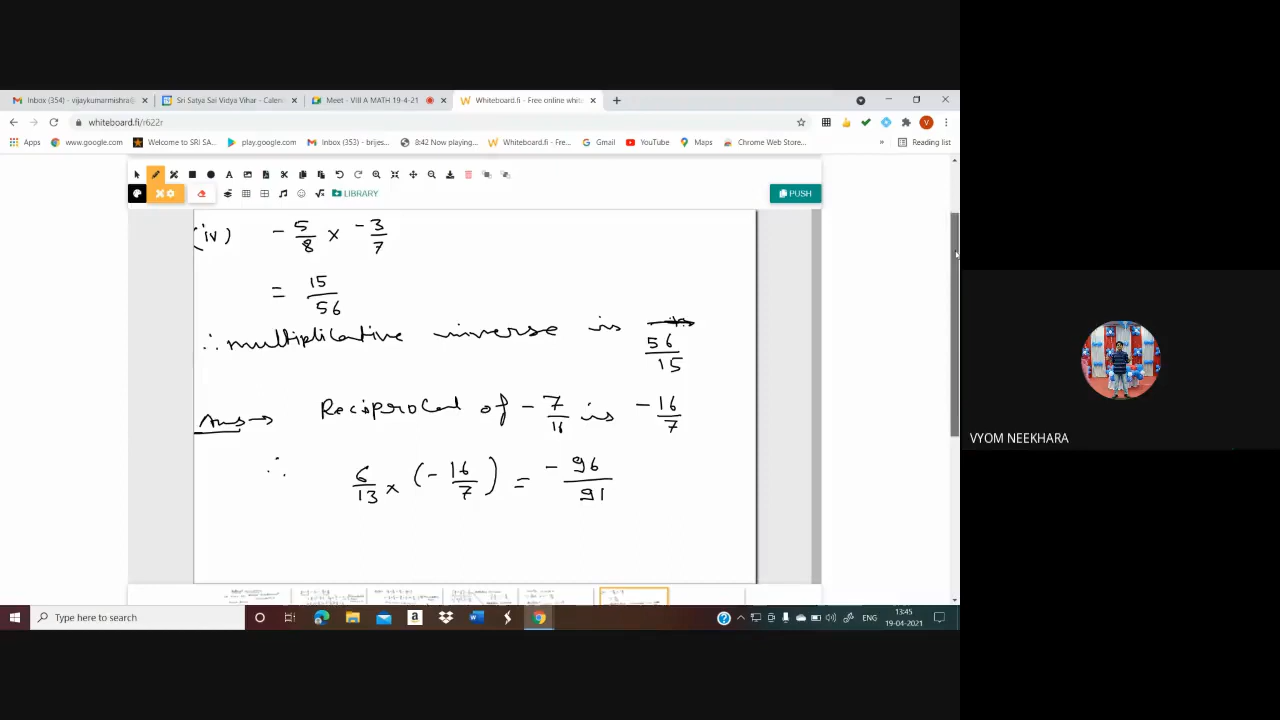 Inbox (354) - vijaykumarmishra@
Sri Satya Sai Vidya Vihar - Calen
Meet - VIII A MATH 19-4-21
Whiteboard.fi - Free online white
whiteboard.fi/r622r
Apps www.google.com Welcome to SRI SA... play.google.com Inbox (353) - brijes... 8:42 Now playing... Whiteboard.fi - Fre... Gmail YouTube Maps Chrome Web Store... » Reading list
LIBRARY PUSH
(iv) - 5/8 × -3/7
= 15/56
∴ multiplicative inverse is 56/15
Ans → Reciprocal of - 7/16 is -16/7
∴ 6/13 × (- 16/7) = - 96/91
VYOM NEEKHARA
Type here to search
ENG
13:45
19-04-2021